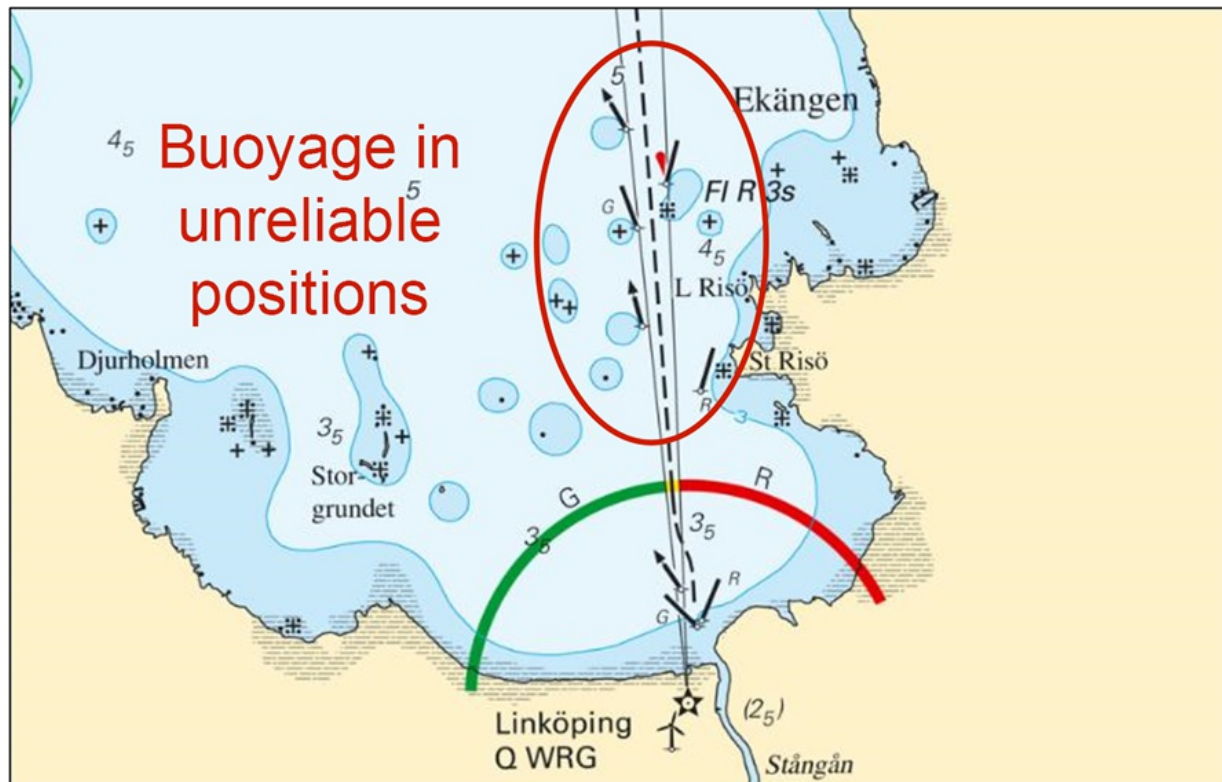 5
Ekängen
4₅
Buoyage in
unreliable
positions
5
Fl R 3s
G
4₅
L Risö
Djurholmen
St Risö
R
3
3₅
Stor-
grundet
G
R
3₅
3₅
R
G
Linköping
Q WRG
(2₅)
Stångån